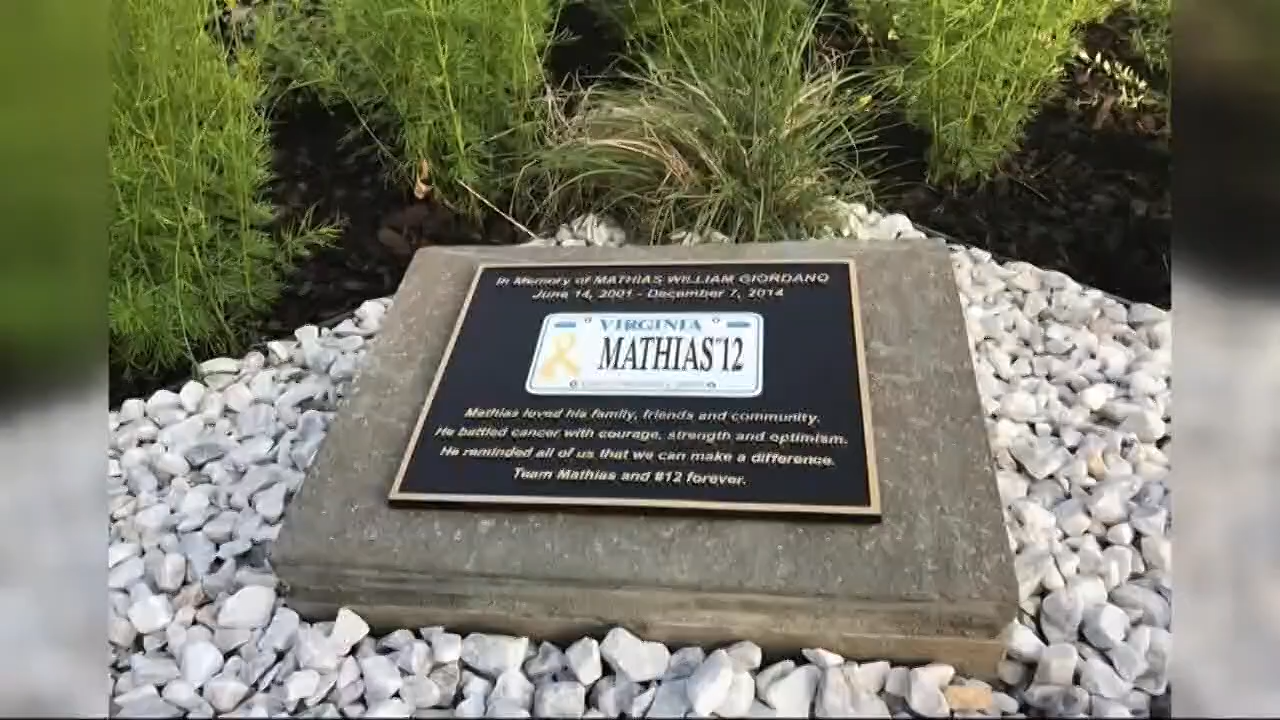 In Memory of MATHIAS WILLIAM GIORDANO
June 14, 2001 - December 7, 2014
VIRGINIA
MATHIAS 12
Mathias loved his family, friends and community.
He battled cancer with courage, strength and optimism.
He reminded all of us that we can make a difference.
Team Mathias and #12 forever.